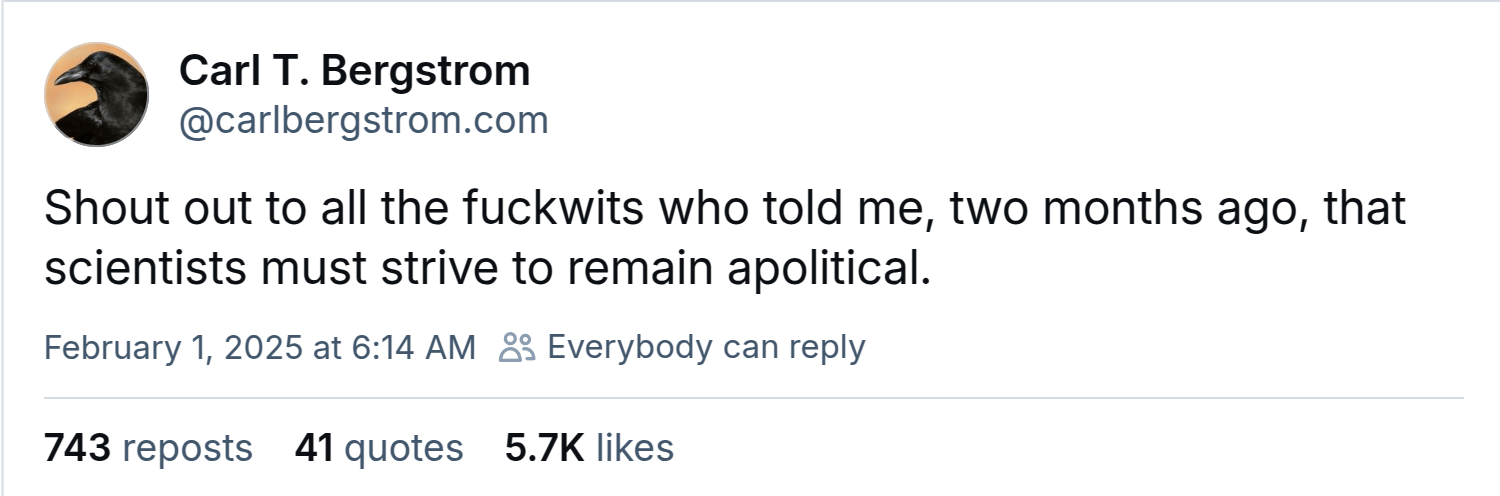 Carl T. Bergstrom
@carlbergstrom.com
Shout out to all the fuckwits who told me, two months ago, that
scientists must strive to remain apolitical.
February 1, 2025 at 6:14 AM Everybody can reply
743 reposts 41 quotes 5.7K likes